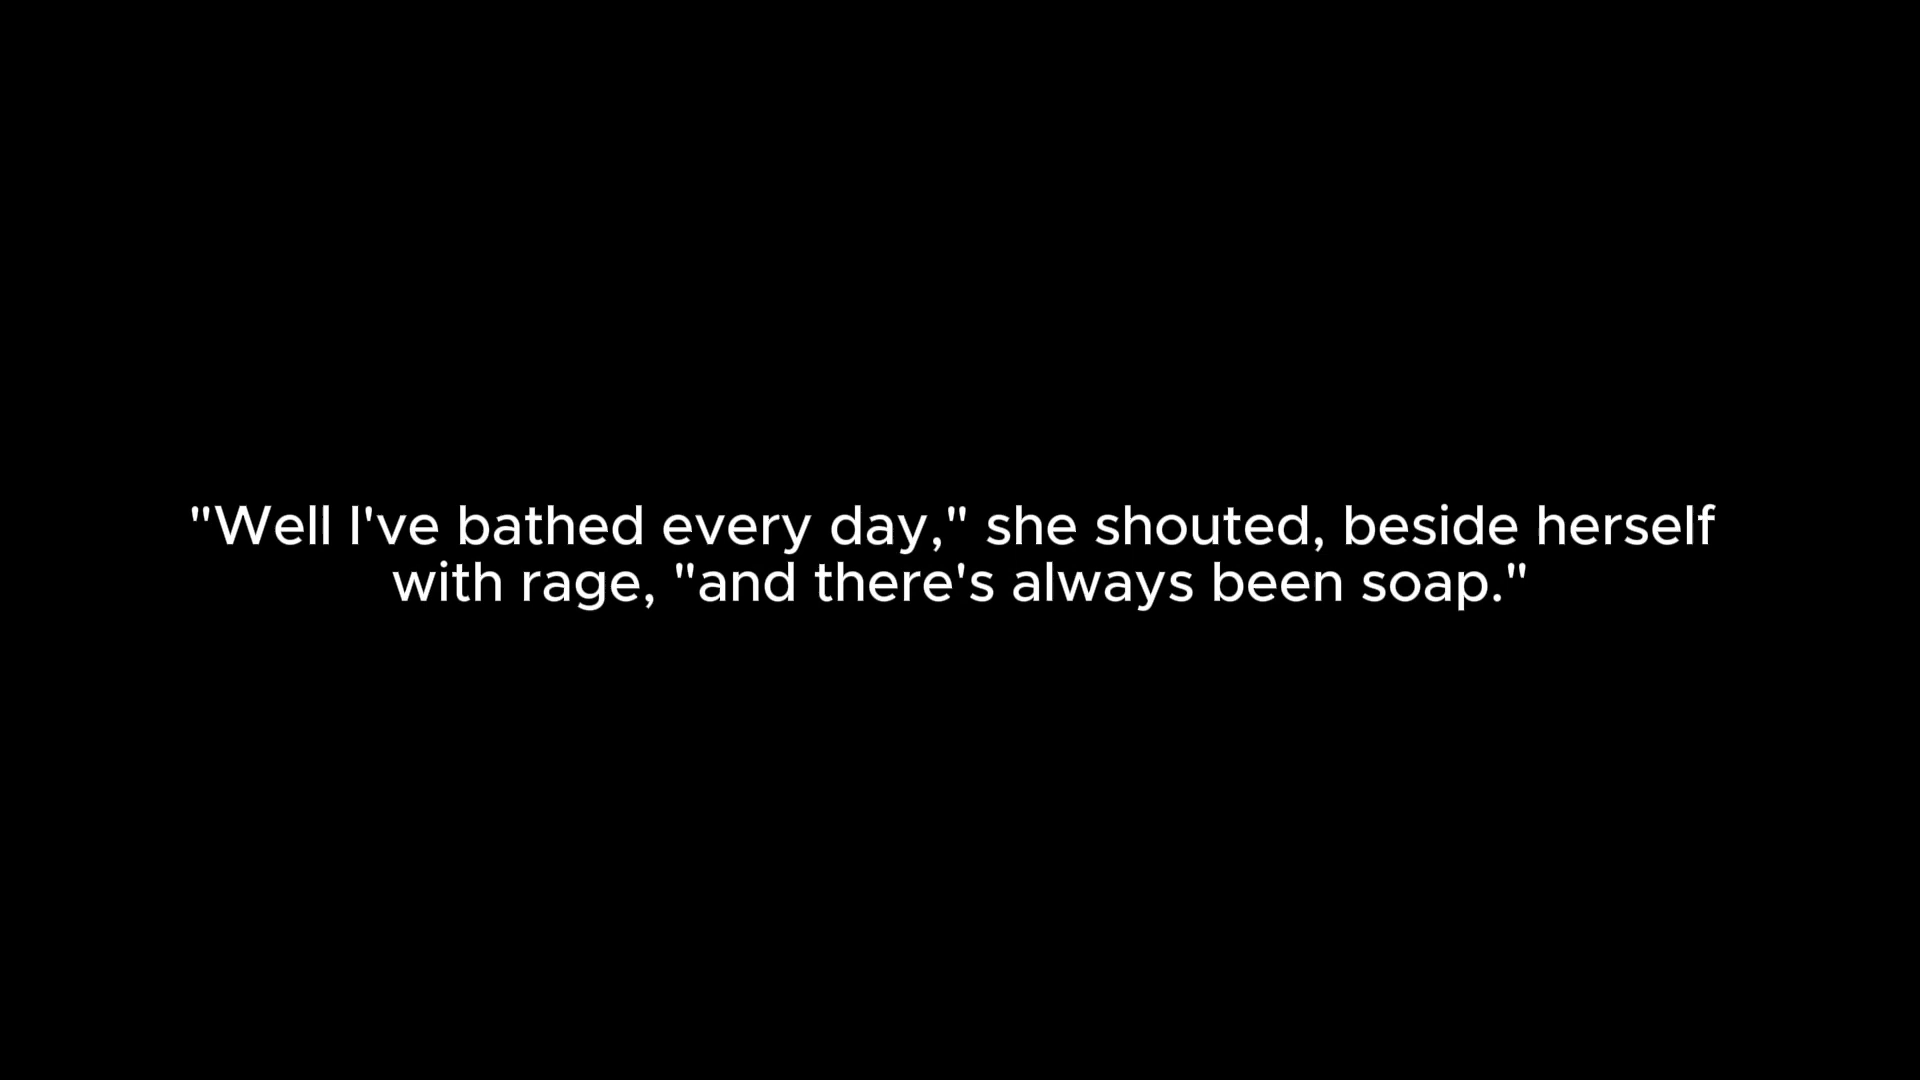 "Well I've bathed every day," she shouted, beside herself
with rage, "and there's always been soap."